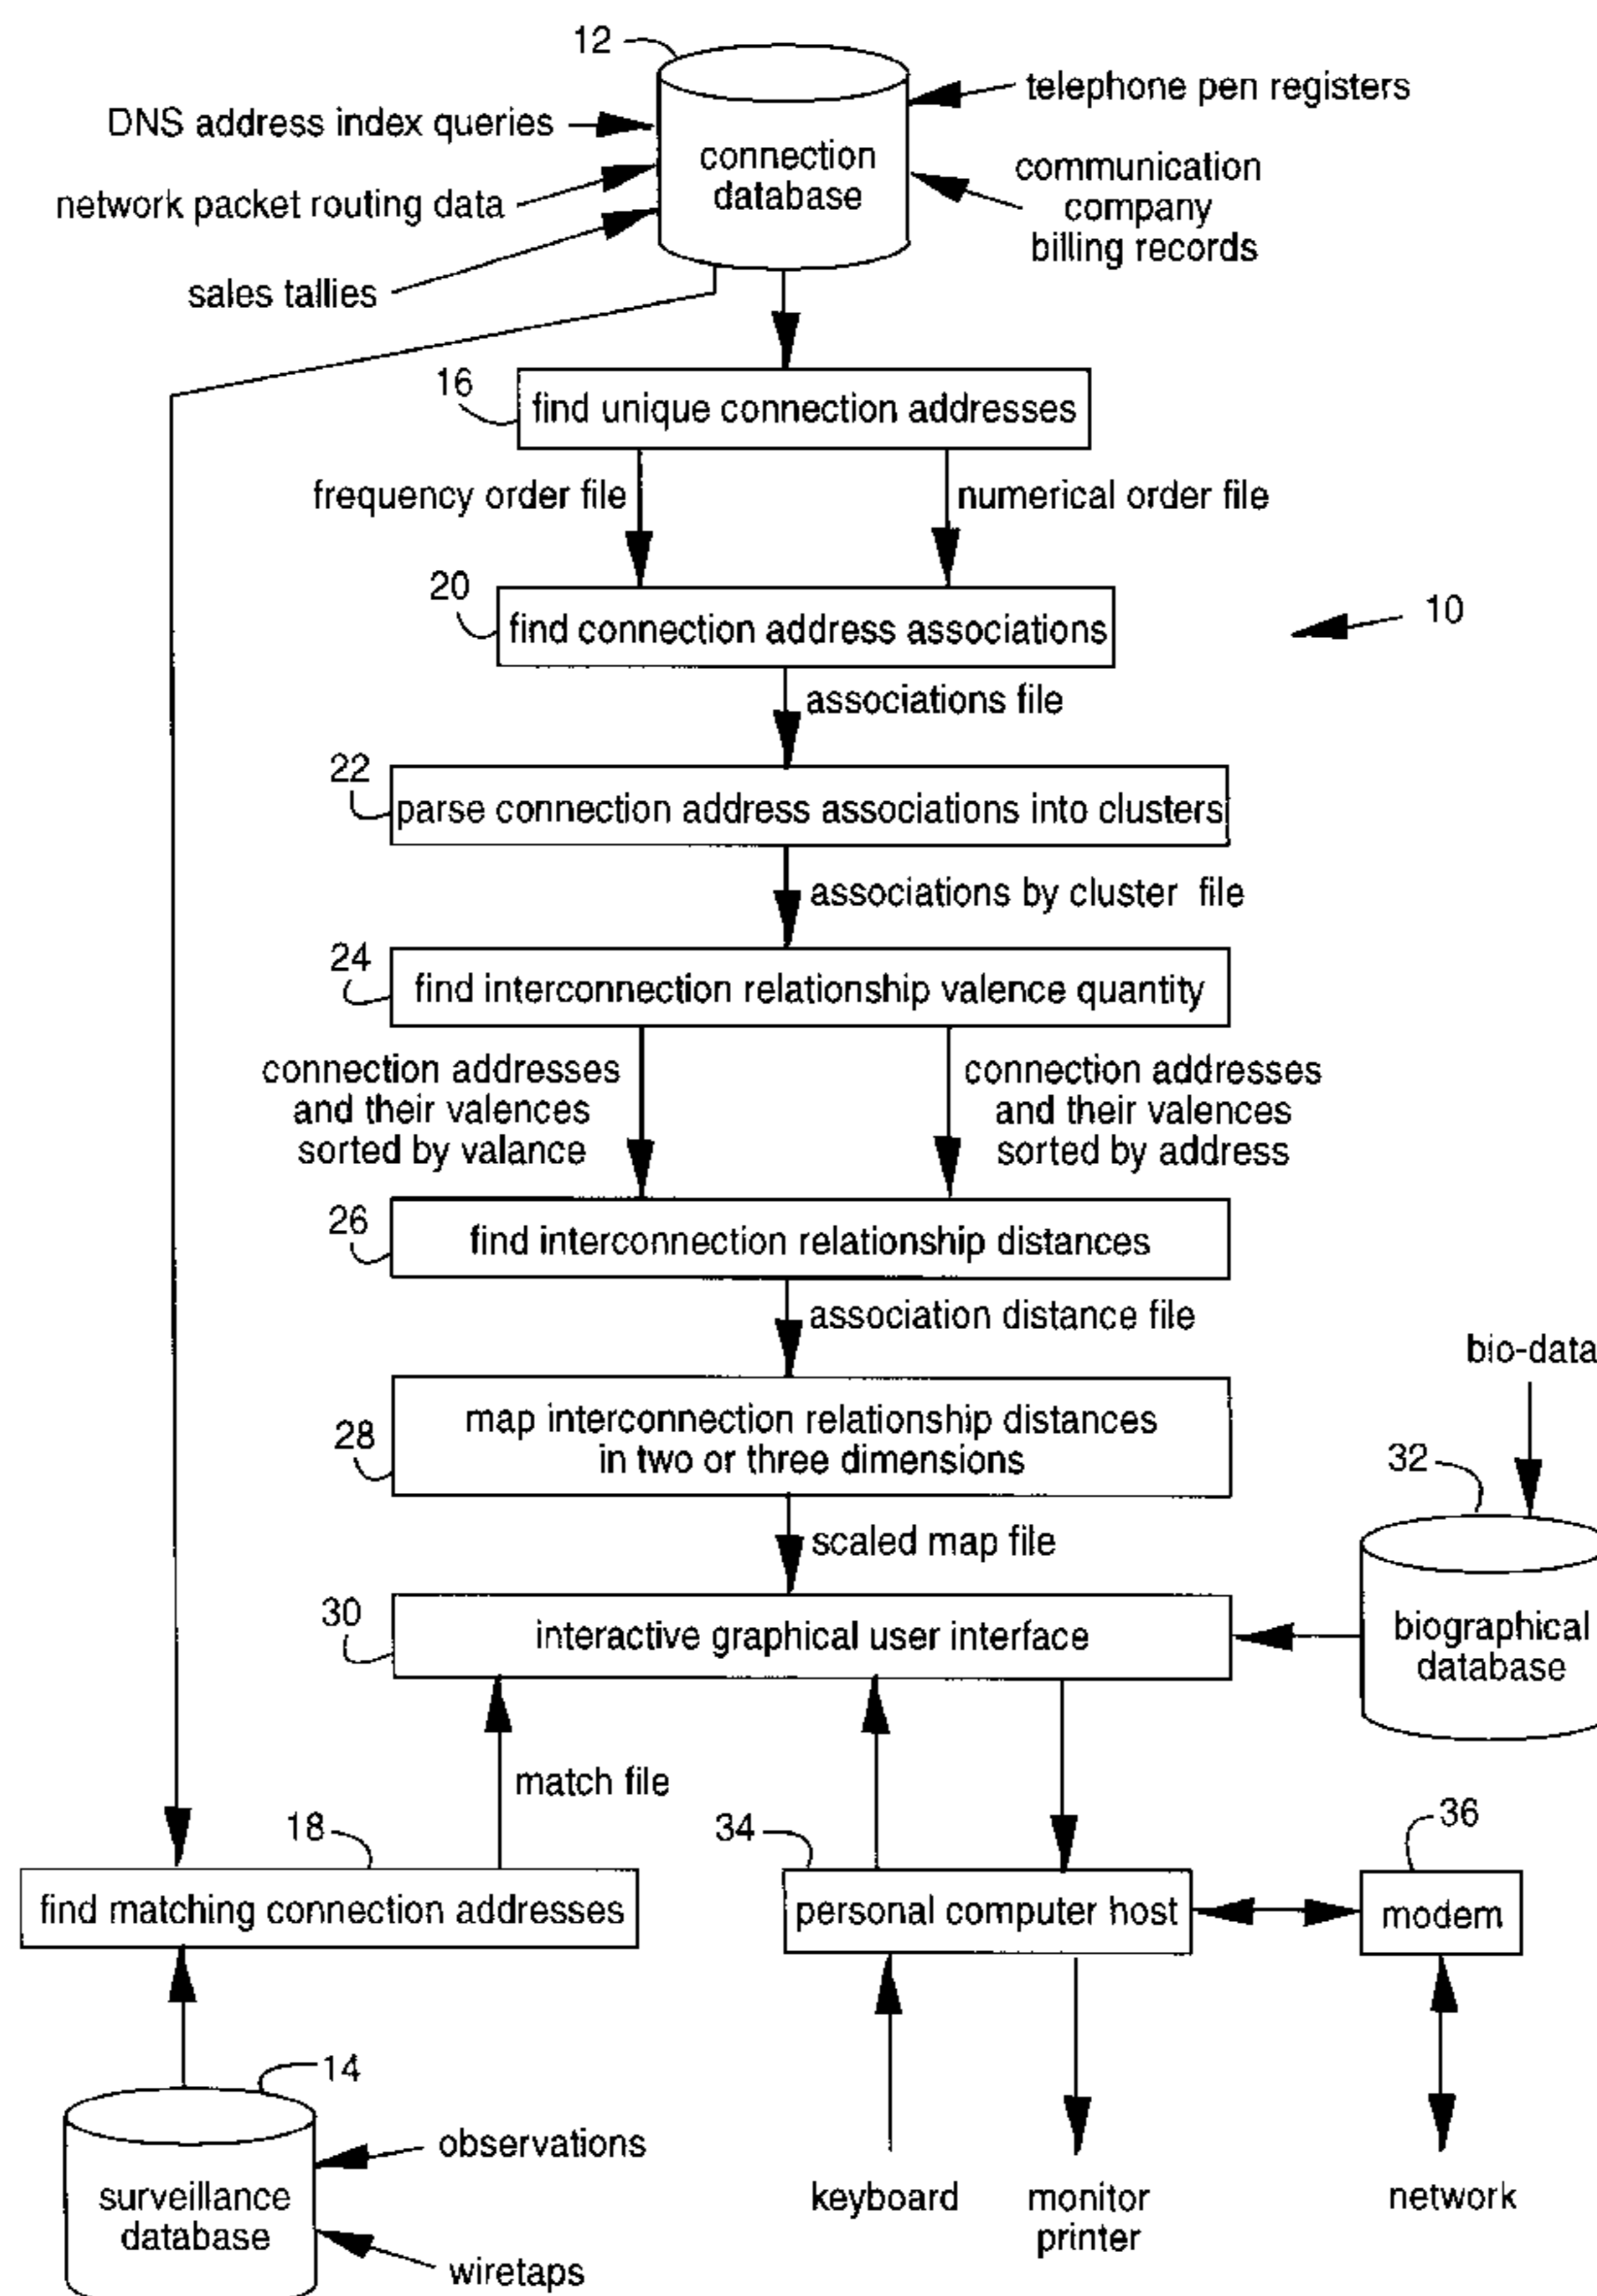 12
telephone pen registers
DNS address index queries
connection
database
communication
company
billing records
network packet routing data
sales tallies
16
find unique connection addresses
frequency order file
numerical order file
20
find connection address associations
10
associations file
22
parse connection address associations into clusters
associations by cluster file
24
find interconnection relationship valence quantity
connection addresses
and their valences
sorted by valance
connection addresses
and their valences
sorted by address
26
find interconnection relationship distances
association distance file
bio-data
28
map interconnection relationship distances
in two or three dimensions
32
scaled map file
30
interactive graphical user interface
biographical
database
match file
18
34
36
find matching connection addresses
personal computer host
modem
14
observations
surveillance
database
wiretaps
keyboard
monitor
printer
network